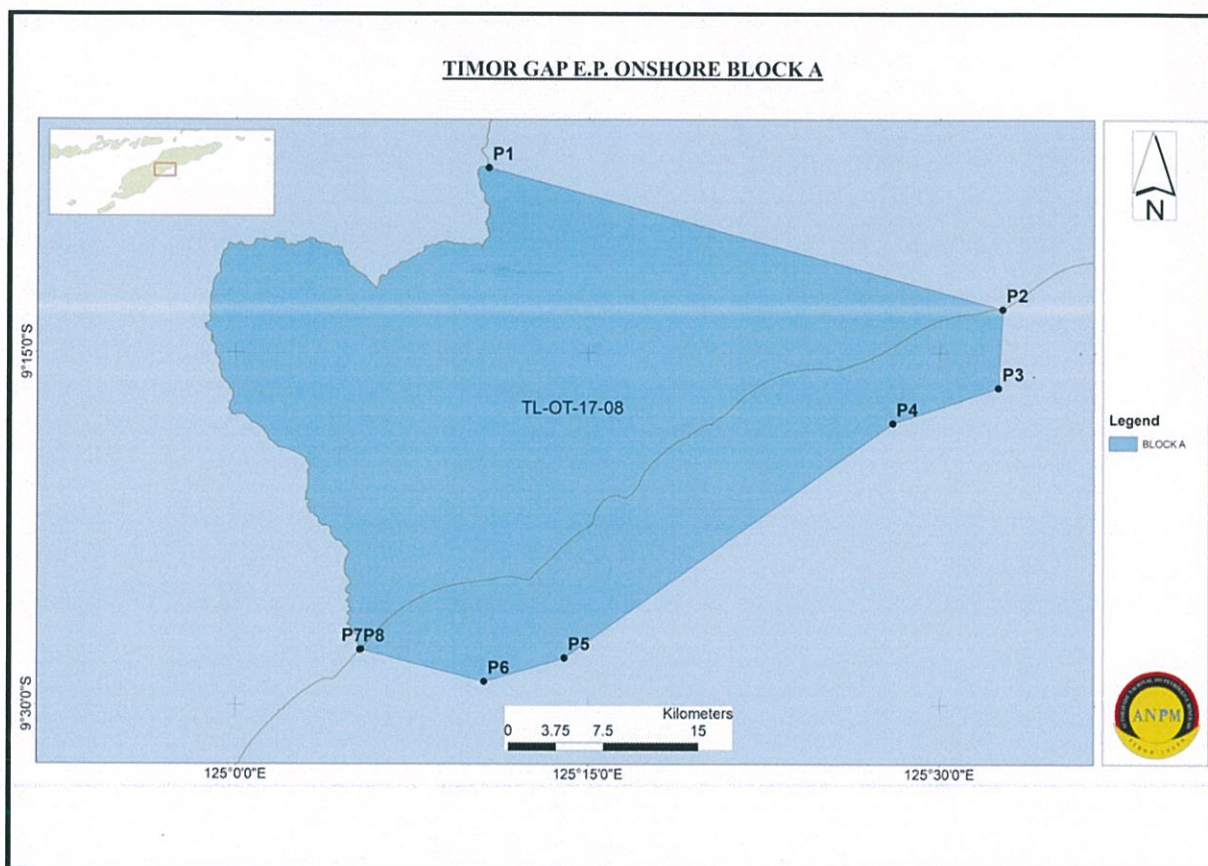 TIMOR GAP E.P. ONSHORE BLOCK A
P1
P2
9°15'0"S
P3
TL-OT-17-08
P4
Legend
BLOCK A
N
P7P8
P5
P6
9°30'0"S
Kilometers
0 3.75 7.5 15
ANPM
125°0'0"E 125°15'0"E 125°30'0"E